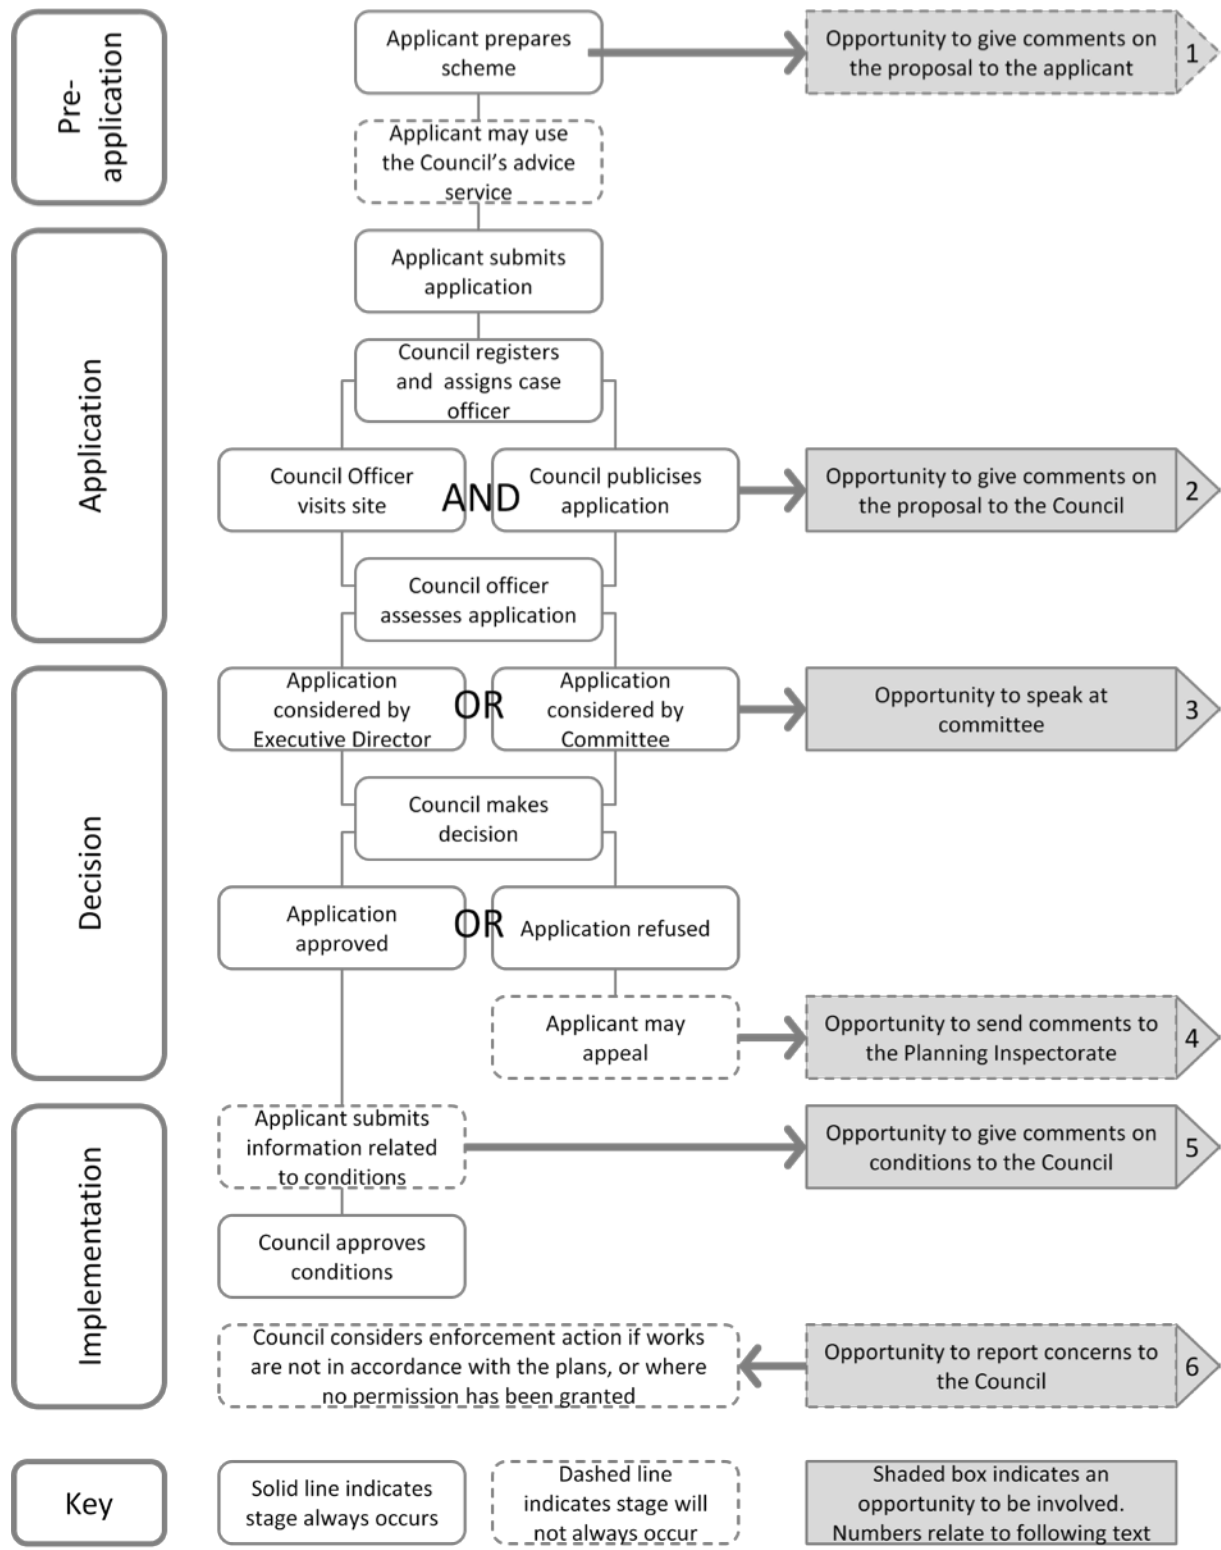 Pre-
application
Applicant prepares
scheme
Opportunity to give comments on
the proposal to the applicant
1
Applicant may use
the Council’s advice
service
Application
Applicant submits
application
Council registers
and assigns case
officer
Council Officer
visits site
AND
Council publicises
application
Opportunity to give comments on
the proposal to the Council
2
Council officer
assesses application
Decision
Application
considered by
Executive Director
OR
Application
considered by
Committee
Opportunity to speak at
committee
3
Council makes
decision
Application
approved
OR
Application refused
Applicant may
appeal
Opportunity to send comments to
the Planning Inspectorate
4
Implementation
Applicant submits
information related
to conditions
Opportunity to give comments on
conditions to the Council
5
Council approves
conditions
Council considers enforcement action if works
are not in accordance with the plans, or where
no permission has been granted
Opportunity to report concerns to
the Council
6
Key
Solid line indicates
stage always occurs
Dashed line
indicates stage will
not always occur
Shaded box indicates an
opportunity to be involved.
Numbers relate to following text